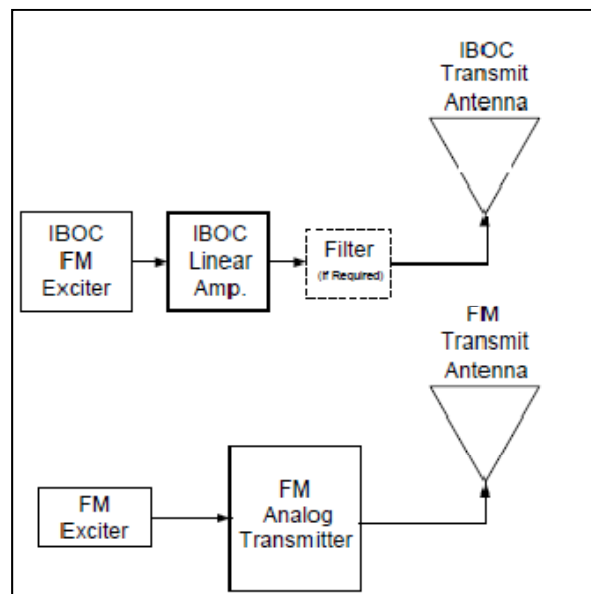 IBOC
Transmit
Antenna
IBOC
FM
Exciter
IBOC
Linear
Amp.
Filter
(If Required)
FM
Transmit
Antenna
FM
Exciter
FM
Analog
Transmitter